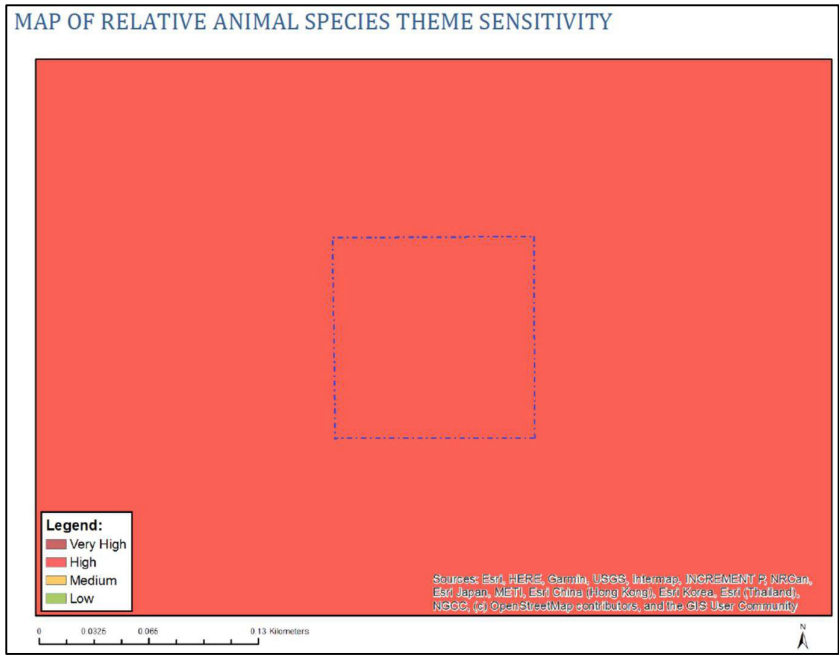 MAP OF RELATIVE ANIMAL SPECIES THEME SENSITIVITY
Legend:
Very High
High
Medium
Low
Sources: Esri, HERE, Garmin, USGS, Intermap, INCREMENT P, NRCan,
Esri Japan, METI, Esri China (Hong Kong), Esri Korea, Esri (Thailand),
NGCC, (c) OpenStreetMap contributors, and the GIS User Community
0 0.0325 0.065 0.13 Kilometers
N